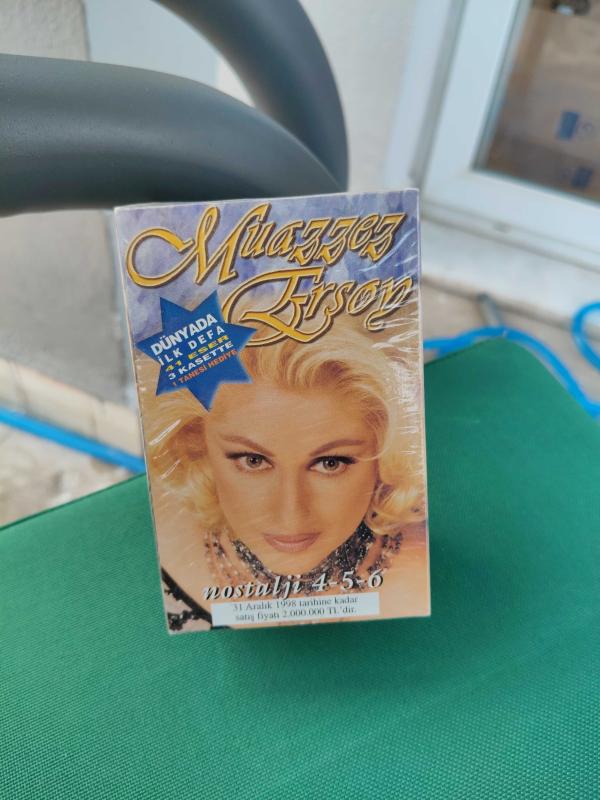 Muazzez
Ersoy
DÜNYADA
İLK DEFA
41 ESER
3 KASETTE
1 TANESİ HEDİYE
nostalji 4-5-6
31 Aralık 1998 tarihine kadar
satış fiyatı 2.000.000 TL'dir.